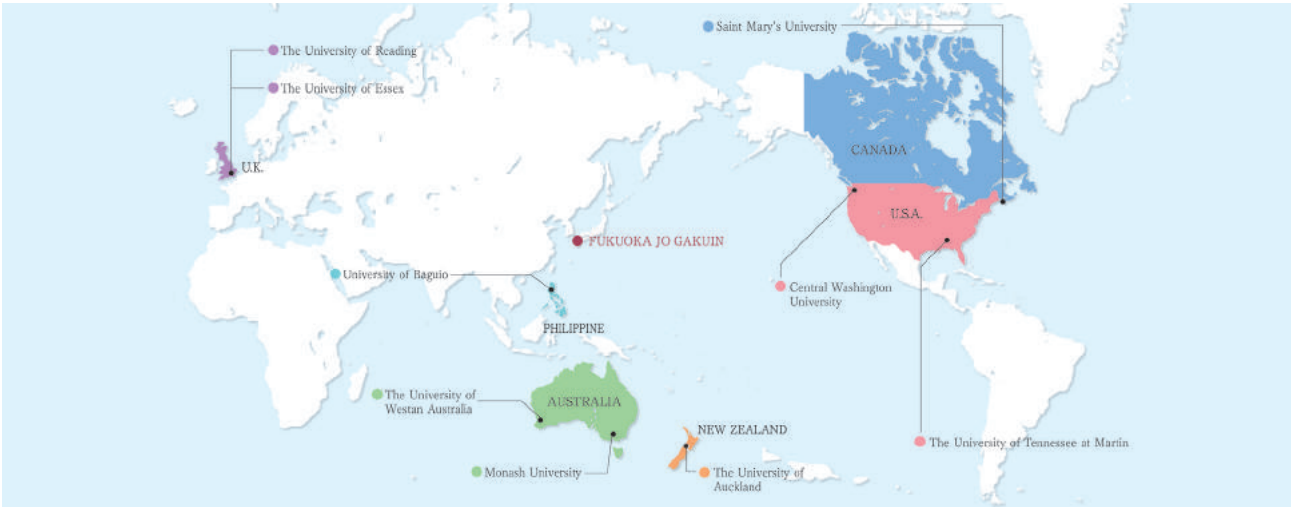 Saint Mary's University
The University of Reading
The University of Essex
U.K.
CANADA
U.S.A.
FUKUOKA JO GAKUIN
University of Baguio
Central Washington
University
PHILIPPINE
The University of
Westan Australia
AUSTRALIA
NEW ZEALAND
The University of Tennessee at Martin
Monash University
The University of
Auckland